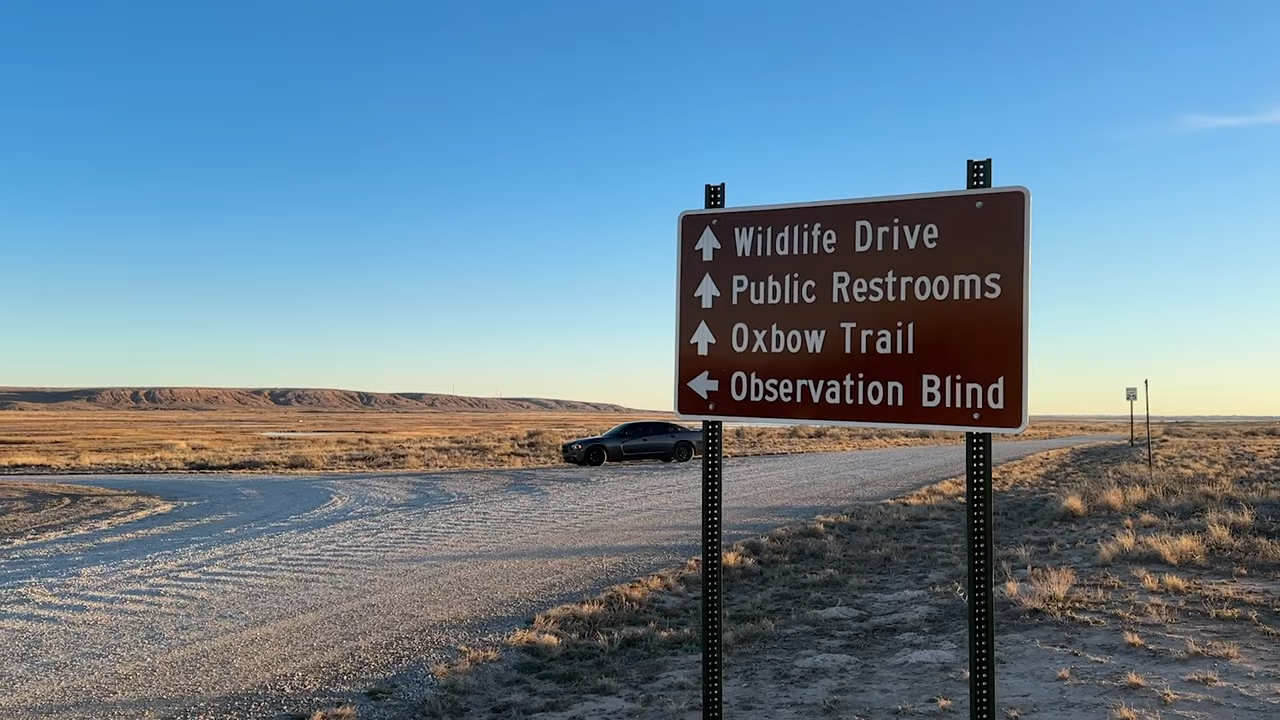 Wildlife Drive
Public Restrooms
Oxbow Trail
Observation Blind